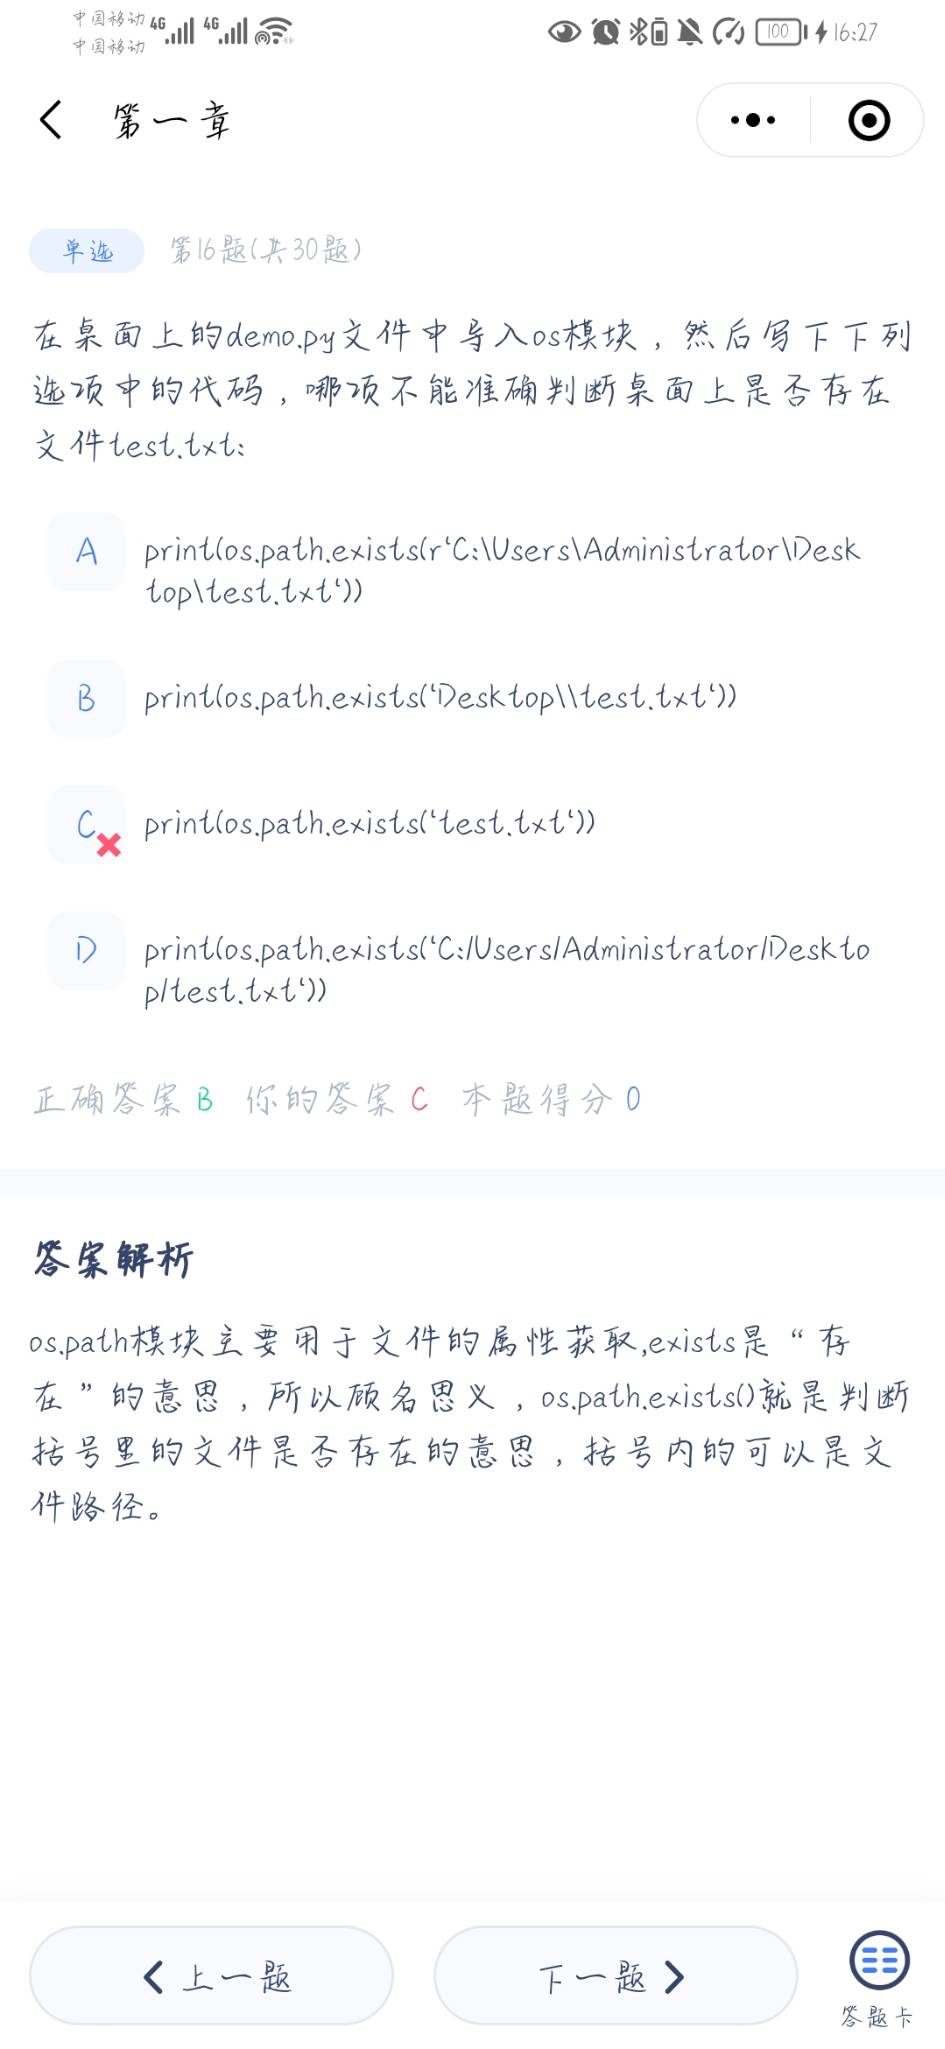 中国移动 4G 4G 100 16:27
中国移动
第一章
单选 第16题(共30题)
在桌面上的demo.py文件中导入os模块，然后写下下列
选项中的代码，哪项不能准确判断桌面上是否存在
文件test.txt:
A print(os.path.exists(r‘C:\Users\Administrator\Desk
top\test.txt‘))
B print(os.path.exists(‘Desktop\\test.txt‘))
C print(os.path.exists(‘test.txt‘))
D print(os.path.exists(‘C:/Users/Administrator/Deskto
p/test.txt‘))
正确答案 B 你的答案 C 本题得分 0
答案解析
os.path模块主要用于文件的属性获取,exists是“存
在”的意思，所以顾名思义，os.path.exists()就是判断
括号里的文件是否存在的意思，括号内的可以是文
件路径。
上一题 下一题
答题卡